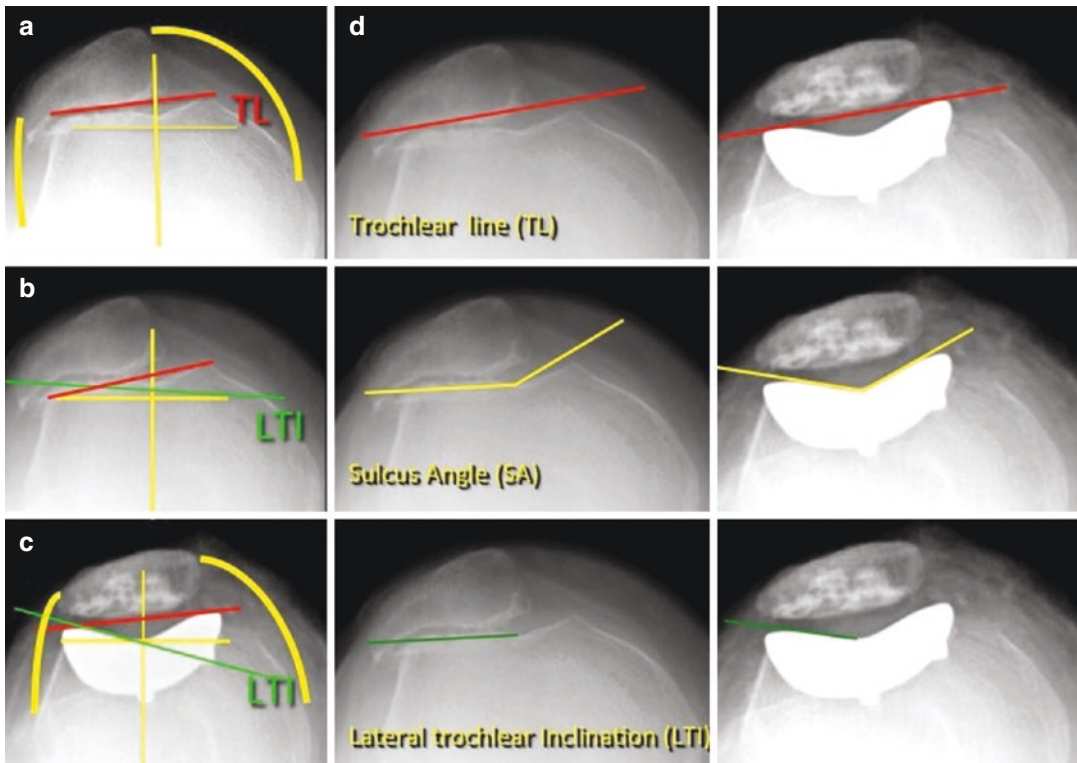 a
TL
d
Trochlear line (TL)
b
LTI
Sulcus Angle (SA)
c
LTI
Lateral trochlear Inclination (LTI)